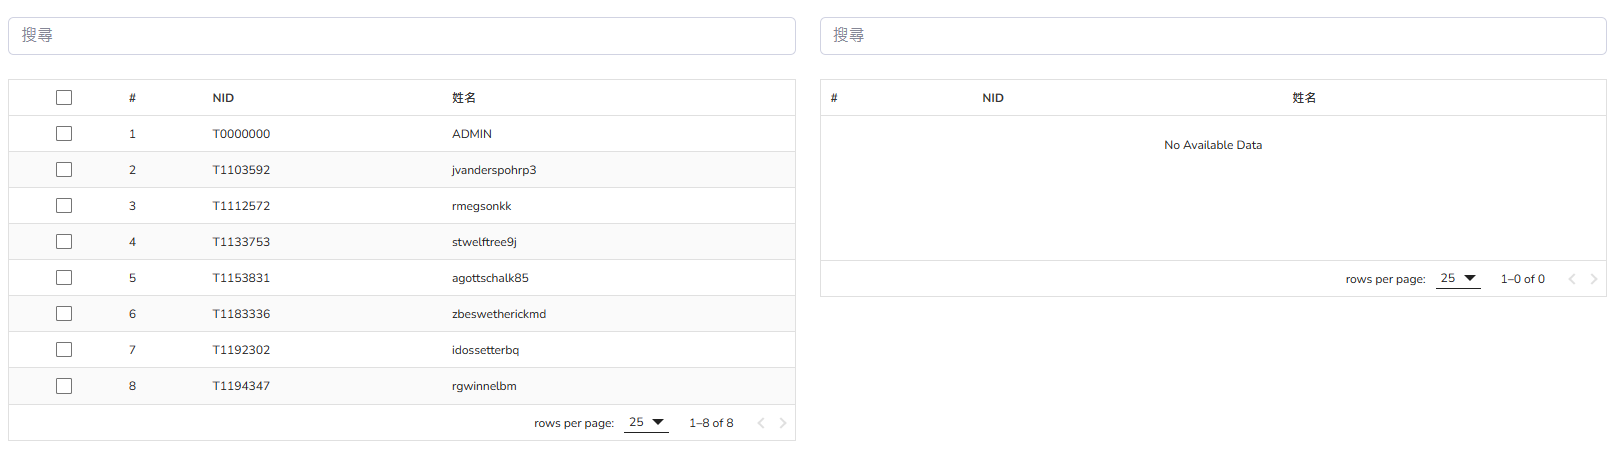 搜尋
# NID 姓名
1 T0000000 ADMIN
2 T1103592 jvanderspohrp3
3 T1112572 rmegsonkk
4 T1133753 stwelftree9j
5 T1153831 agottschalk85
6 T1183336 zbeswetherickmd
7 T1192302 idossetterbq
8 T1194347 rgwinnelbm
rows per page: 25 1–8 of 8
搜尋
# NID 姓名
No Available Data
rows per page: 25 1–0 of 0